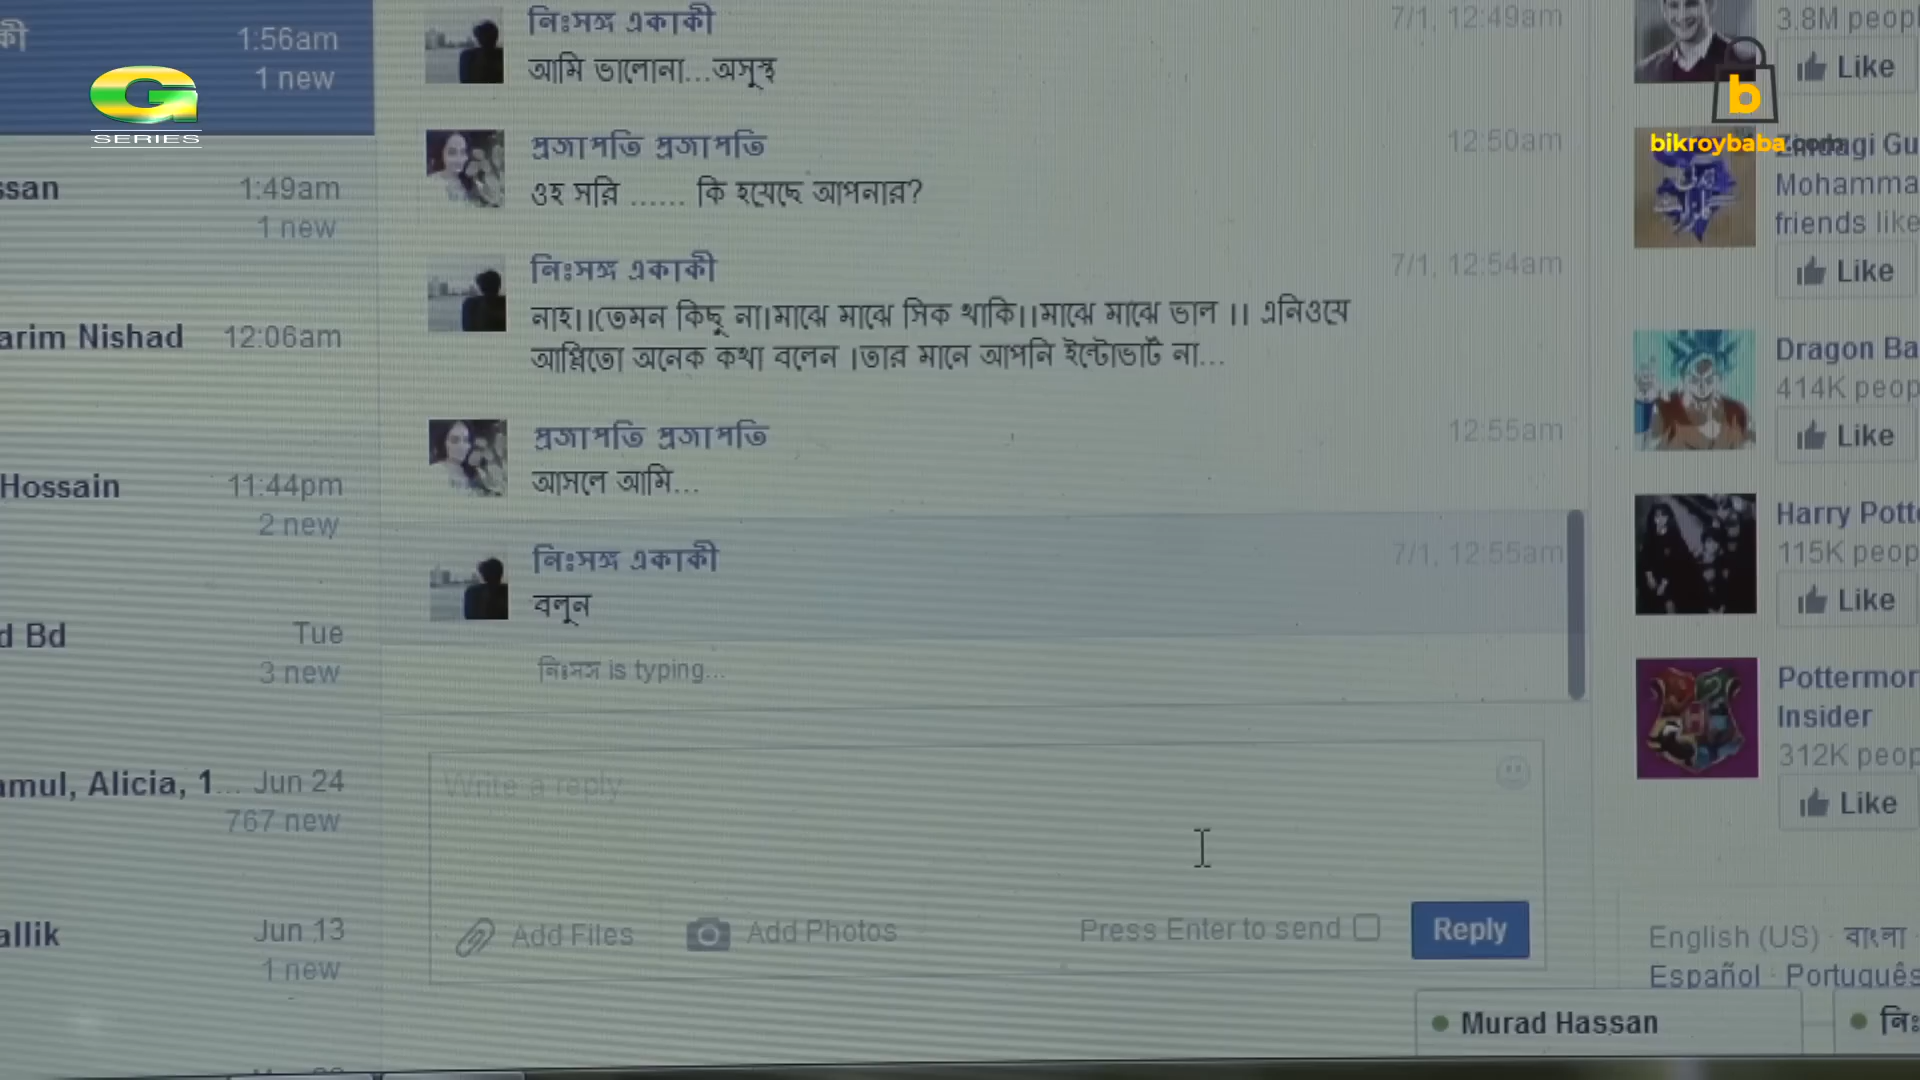 কী
1:56am
1 new
G
SERIES
ssan
1:49am
1 new
arim Nishad
12:06am
Hossain
11:44pm
2 new
d Bd
Tue
3 new
amul, Alicia, 1...
Jun 24
767 new
allik
Jun 13
1 new
নিঃসঙ্গ একাকী
7/1, 12:49am
আমি ভালোনা...অসুস্থ
প্রজাপতি প্রজাপতি
12:50am
ওহ সরি ...... কি হয়েছে আপনার?
নিঃসঙ্গ একাকী
7/1, 12:54am
নাহ।।তেমন কিছু না।মাঝে মাঝে সিক থাকি।।মাঝে মাঝে ভাল ।। এনিওয়ে
আপ্নিতো অনেক কথা বলেন ।তার মানে আপনি ইন্টোভার্ট না...
প্রজাপতি প্রজাপতি
12:55am
আসলে আমি...
নিঃসঙ্গ একাকী
7/1, 12:55am
বলুন
নিঃসঙ্গ is typing...
Write a reply
Add Files
Add Photos
Press Enter to send
Reply
3.8M peopl
Like
b
bikroybaba.com
Zindagi Gu
Mohamma
friends like
Like
Dragon Ba
414K peop
Like
Harry Potte
115K peop
Like
Pottermor
Insider
312K peop
Like
English (US) · বাংলা
Español · Português
Murad Hassan
নিঃ